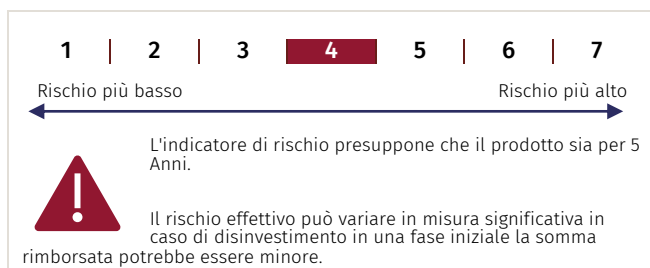 1 | 2 | 3 | 4 | 5 | 6 | 7
Rischio più basso Rischio più alto
L'indicatore di rischio presuppone che il prodotto sia per 5
Anni.
Il rischio effettivo può variare in misura significativa in
caso di disinvestimento in una fase iniziale la somma
rimborsata potrebbe essere minore.